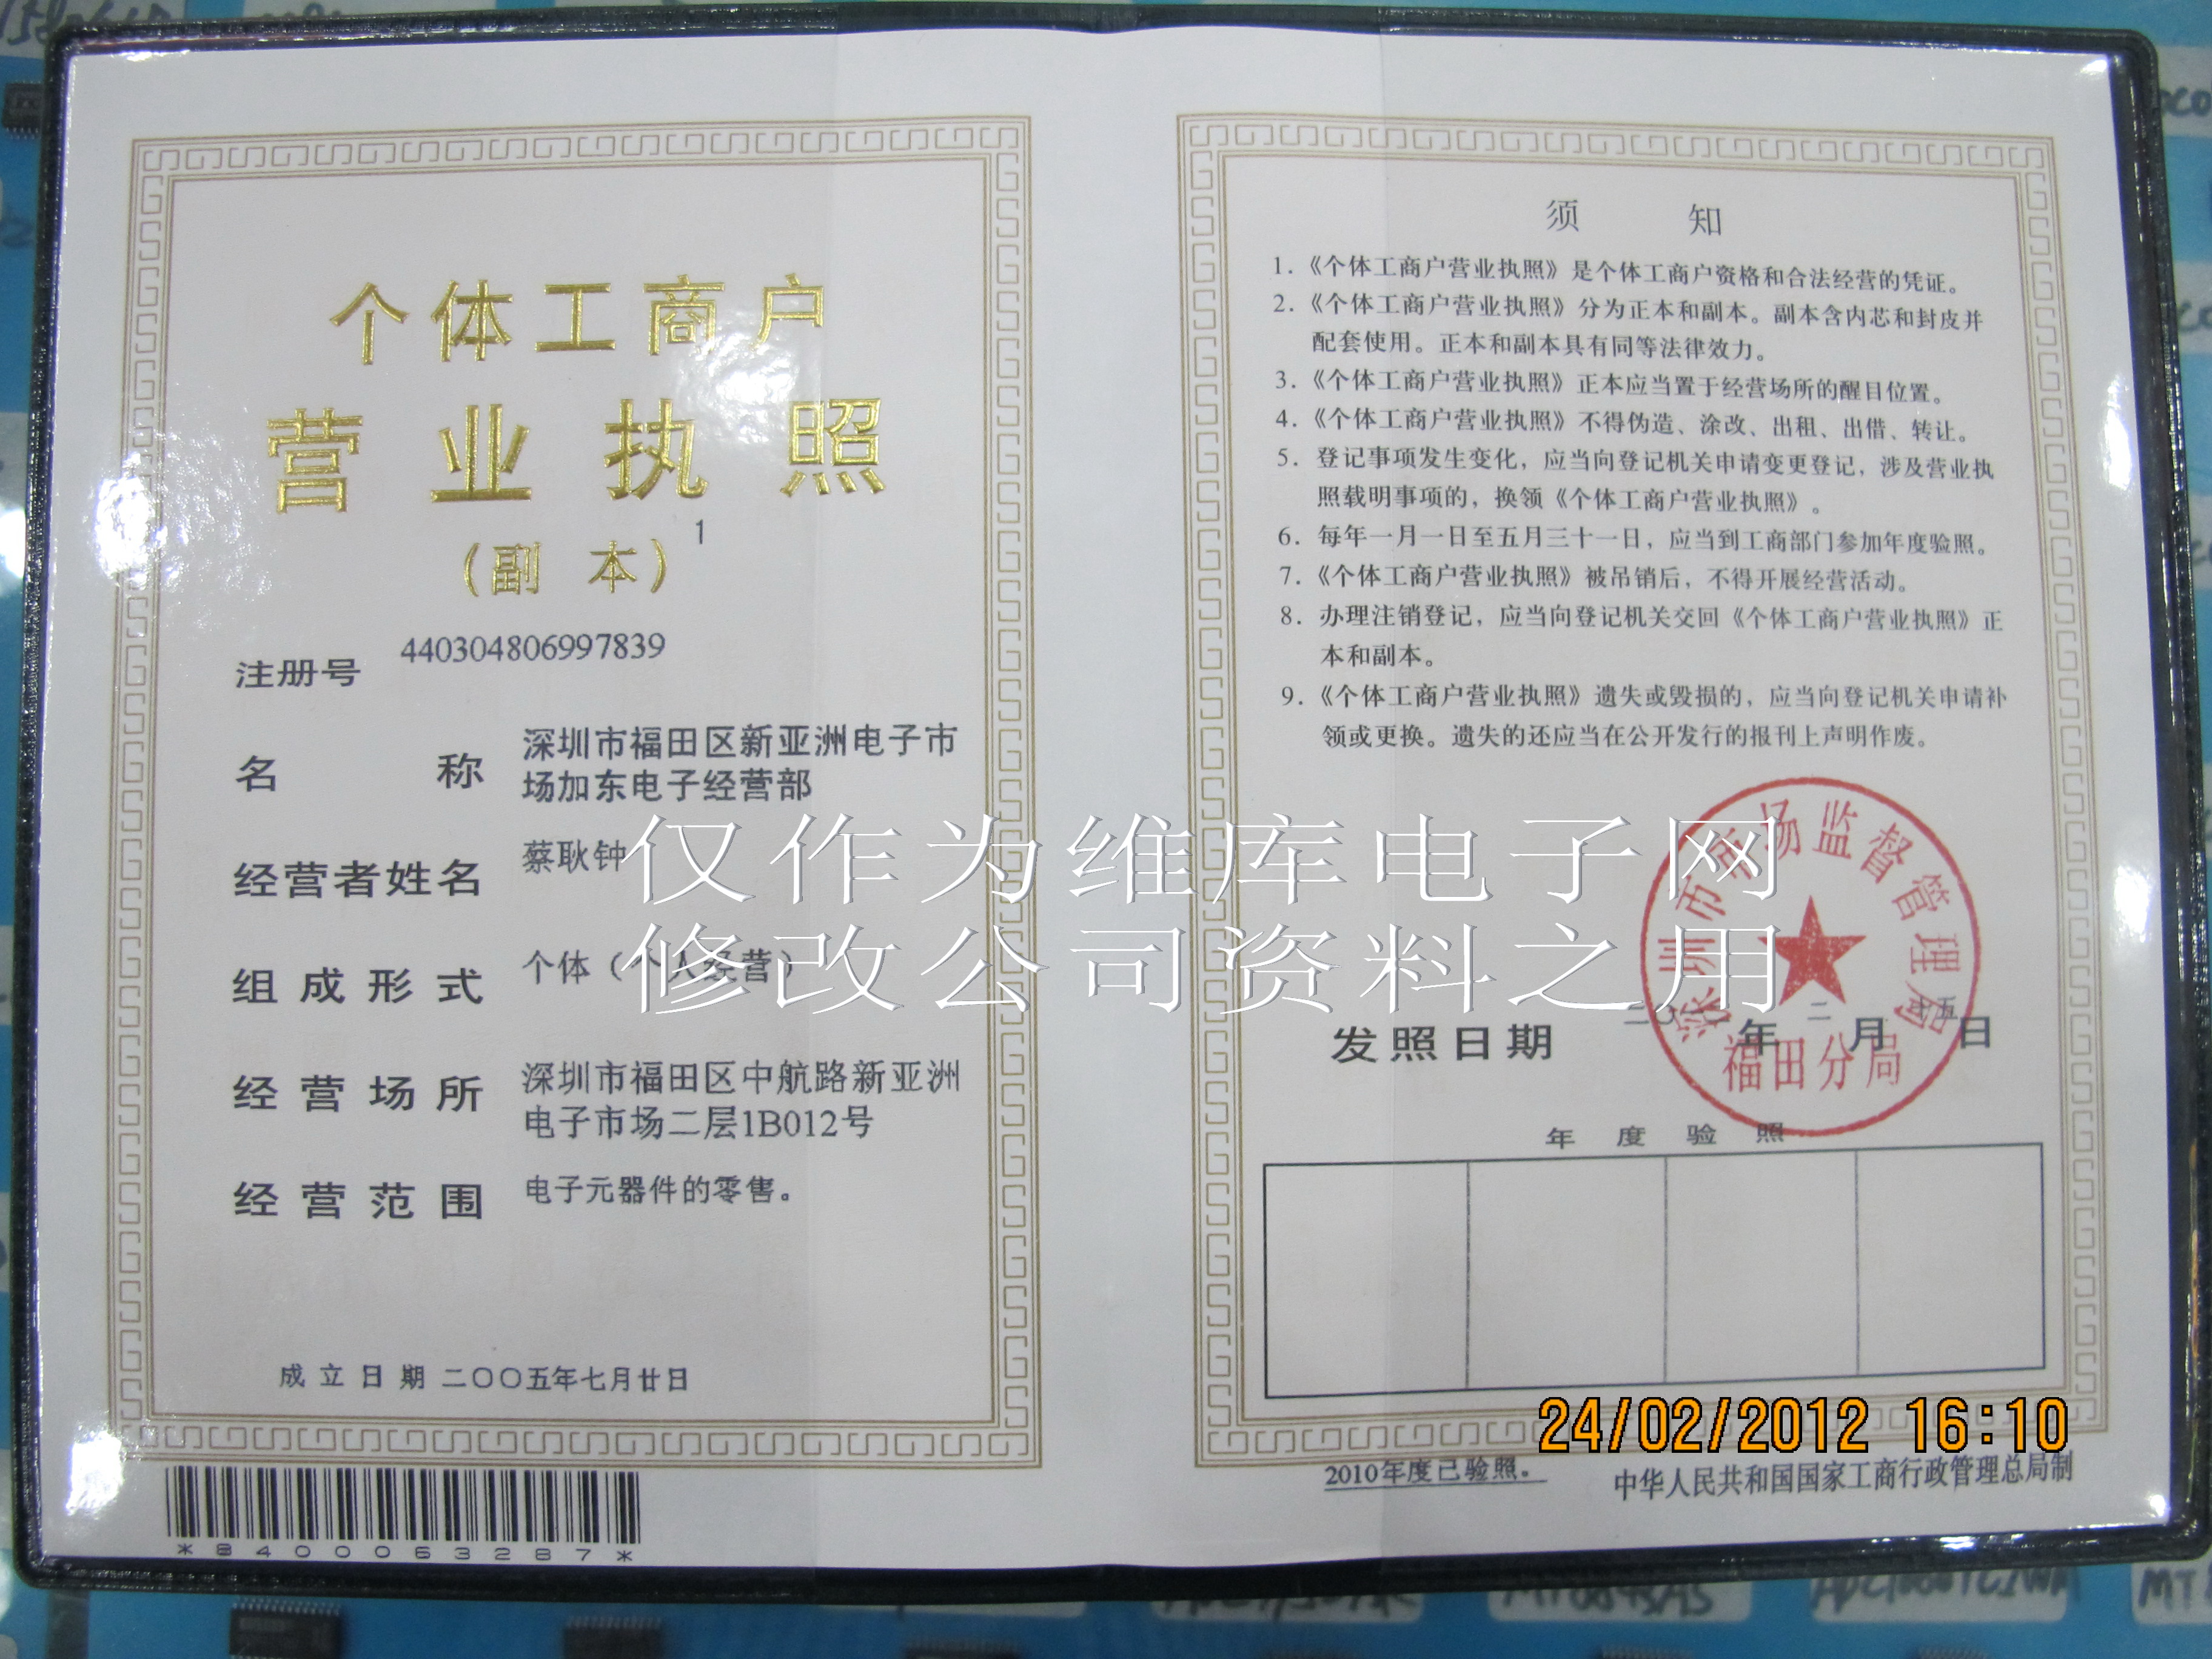 个体工商户
营业执照
(副 本) 1
注册号 440304806997839
名 称 深圳市福田区新亚洲电子市
场加东电子经营部
经营者姓名 蔡耿钟
组成形式 个体（个人经营）
经营场所 深圳市福田区中航路新亚洲
电子市场二层1B012号
经营范围 电子元器件的零售。
成立日期 二〇〇五年七月廿日
*8400063287*
须 知
1.《个体工商户营业执照》是个体工商户资格和合法经营的凭证。
2.《个体工商户营业执照》分为正本和副本。副本含内芯和封皮并
配套使用。正本和副本具有同等法律效力。
3.《个体工商户营业执照》正本应当置于经营场所的醒目位置。
4.《个体工商户营业执照》不得伪造、涂改、出租、出借、转让。
5. 登记事项发生变化，应当向登记机关申请变更登记，涉及营业执
照载明事项的，换领《个体工商户营业执照》。
6. 每年一月一日至五月三十一日，应当到工商部门参加年度验照。
7.《个体工商户营业执照》被吊销后，不得开展经营活动。
8. 办理注销登记，应当向登记机关交回《个体工商户营业执照》正
本和副本。
9.《个体工商户营业执照》遗失或毁损的，应当向登记机关申请补
领或更换。遗失的还应当在公开发行的报刊上声明作废。
深圳市市场监督管理局
福田分局
发照日期 年 二 月 日
年 度 验 照
2010年度已验照。
中华人民共和国国家工商行政管理总局制
24/02/2012 16:10
仅作为维库电子网
修改公司资料之用